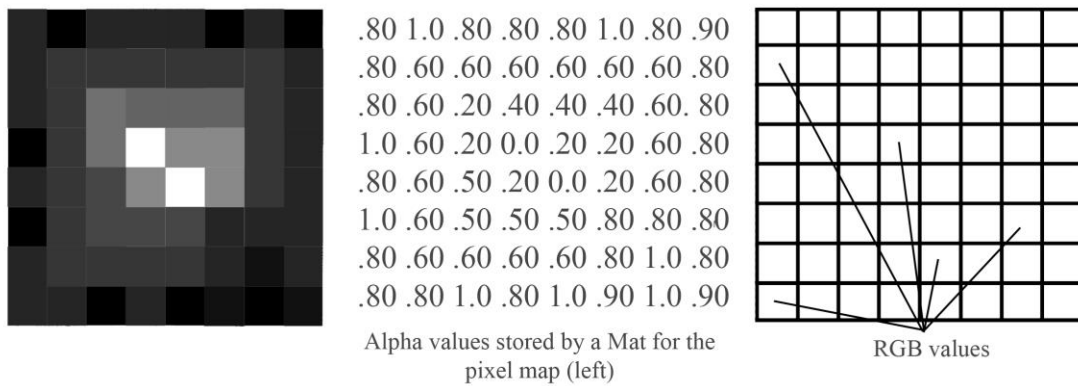 .80 1.0 .80 .80 .80 1.0 .80 .90
.80 .60 .60 .60 .60 .60 .60 .80
.80 .60 .20 .40 .40 .40 .60. 80
1.0 .60 .20 0.0 .20 .20 .60 .80
.80 .60 .50 .20 0.0 .20 .60 .80
1.0 .60 .50 .50 .50 .80 .80 .80
.80 .60 .60 .60 .60 .80 1.0 .80
.80 .80 1.0 .80 1.0 .90 1.0 .90
Alpha values stored by a Mat for the
pixel map (left)
RGB values